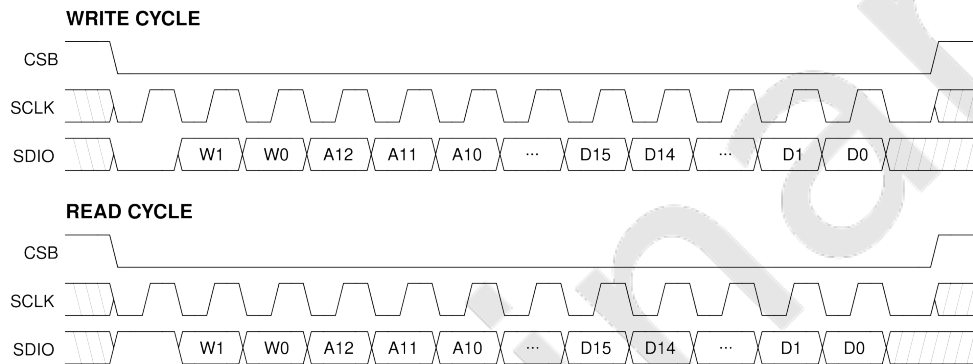 WRITE CYCLE
CSB
SCLK
SDIO W1 W0 A12 A11 A10 ... D15 D14 ... D1 D0
READ CYCLE
CSB
SCLK
SDIO W1 W0 A12 A11 A10 ... D15 D14 ... D1 D0